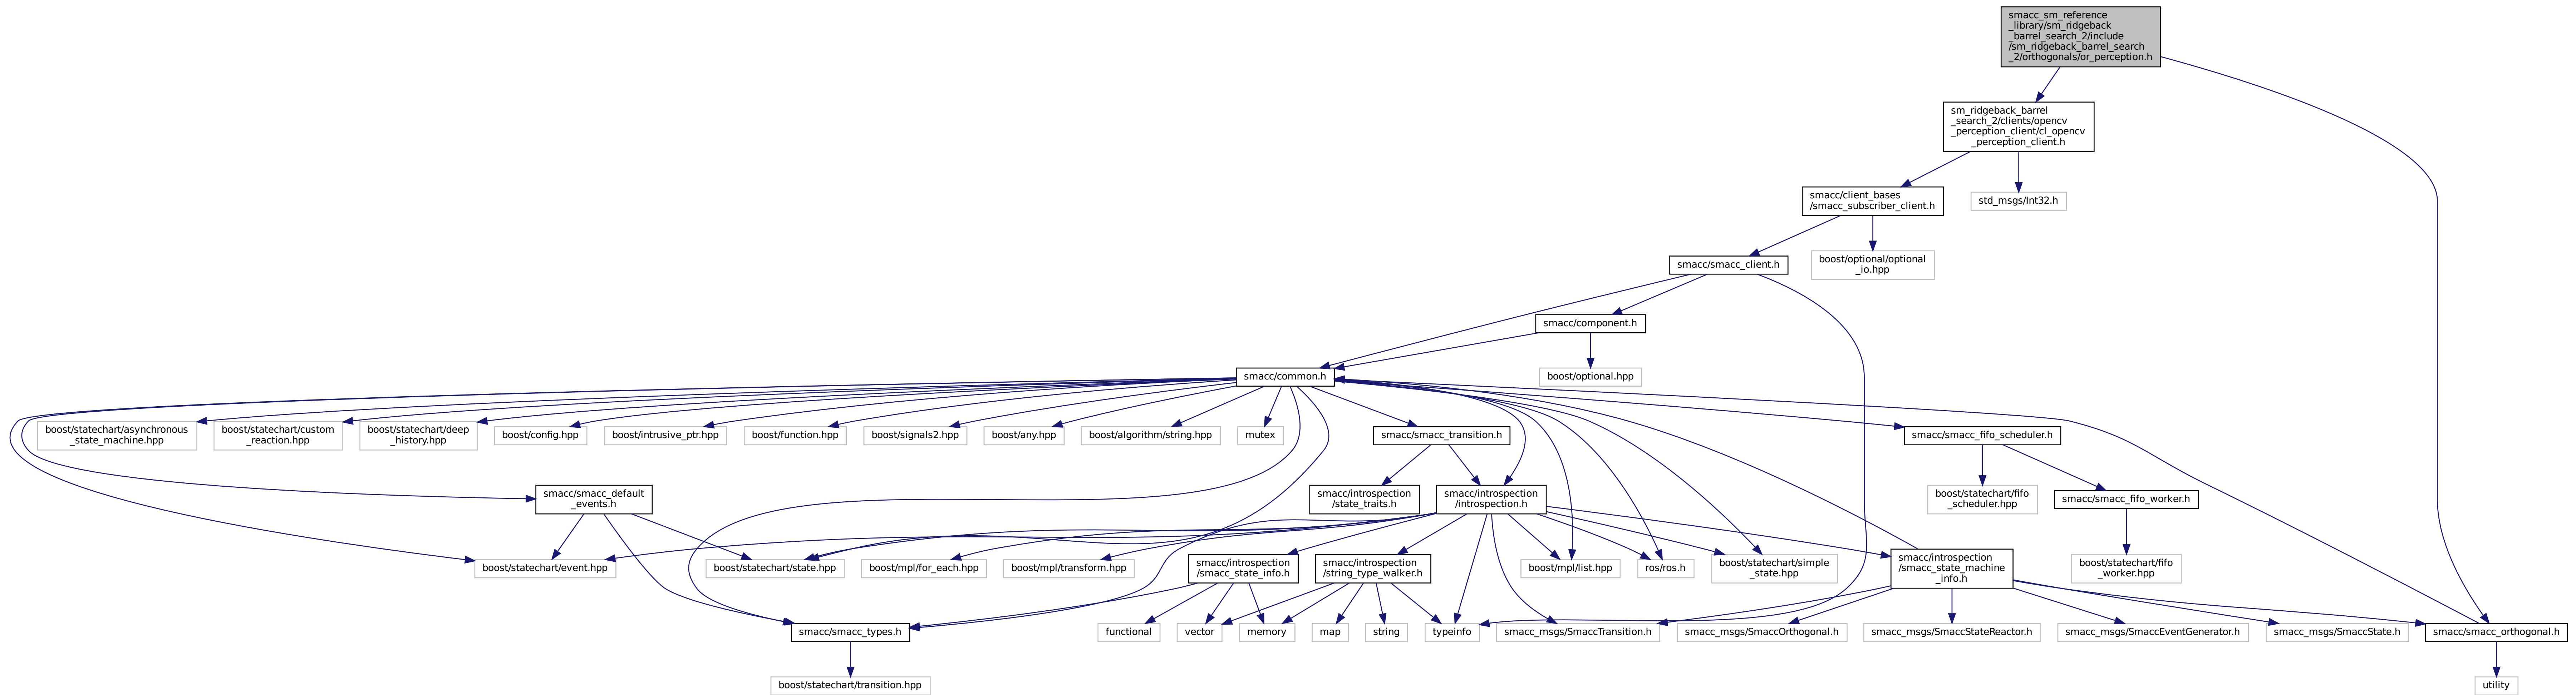 smacc_sm_reference
_library/sm_ridgeback
_barrel_search_2/include
/sm_ridgeback_barrel_search
_2/orthogonals/or_perception.h
sm_ridgeback_barrel
_search_2/clients/opencv
_perception_client/cl_opencv
_perception_client.h
smacc/client_bases
/smacc_subscriber_client.h
std_msgs/Int32.h
smacc/smacc_client.h
boost/optional/optional
_io.hpp
smacc/component.h
smacc/common.h
boost/optional.hpp
boost/statechart/asynchronous
_state_machine.hpp
boost/statechart/custom
_reaction.hpp
boost/statechart/deep
_history.hpp
boost/config.hpp
boost/intrusive_ptr.hpp
boost/function.hpp
boost/signals2.hpp
boost/any.hpp
boost/algorithm/string.hpp
mutex
smacc/smacc_transition.h
smacc/smacc_fifo_scheduler.h
smacc/smacc_default
_events.h
smacc/introspection
/state_traits.h
smacc/introspection
/introspection.h
boost/statechart/fifo
_scheduler.hpp
smacc/smacc_fifo_worker.h
boost/statechart/event.hpp
boost/statechart/state.hpp
boost/mpl/for_each.hpp
boost/mpl/transform.hpp
smacc/introspection
/smacc_state_info.h
smacc/introspection
/string_type_walker.h
boost/mpl/list.hpp
ros/ros.h
boost/statechart/simple
_state.hpp
smacc/introspection
/smacc_state_machine
_info.h
boost/statechart/fifo
_worker.hpp
smacc/smacc_types.h
functional
vector
memory
map
string
typeinfo
smacc_msgs/SmaccTransition.h
smacc_msgs/SmaccOrthogonal.h
smacc_msgs/SmaccStateReactor.h
smacc_msgs/SmaccEventGenerator.h
smacc_msgs/SmaccState.h
smacc/smacc_orthogonal.h
boost/statechart/transition.hpp
utility